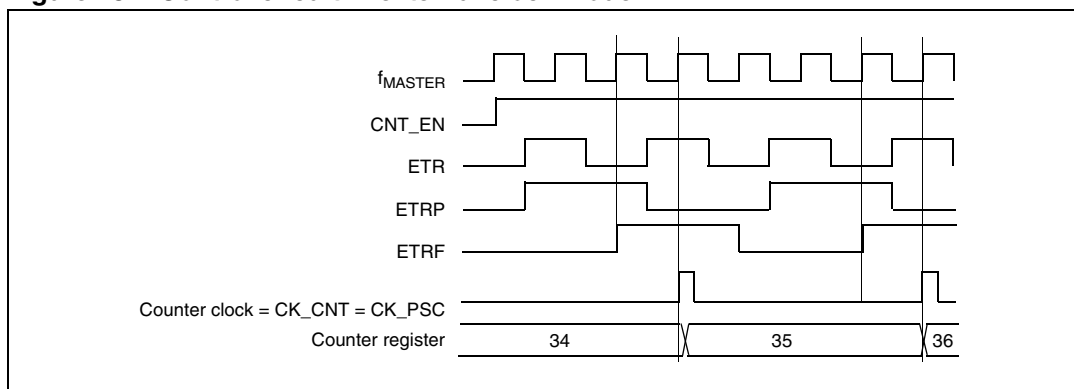 fMASTER
CNT_EN
ETR
ETRP
ETRF
Counter clock = CK_CNT = CK_PSC
Counter register 34 35 36